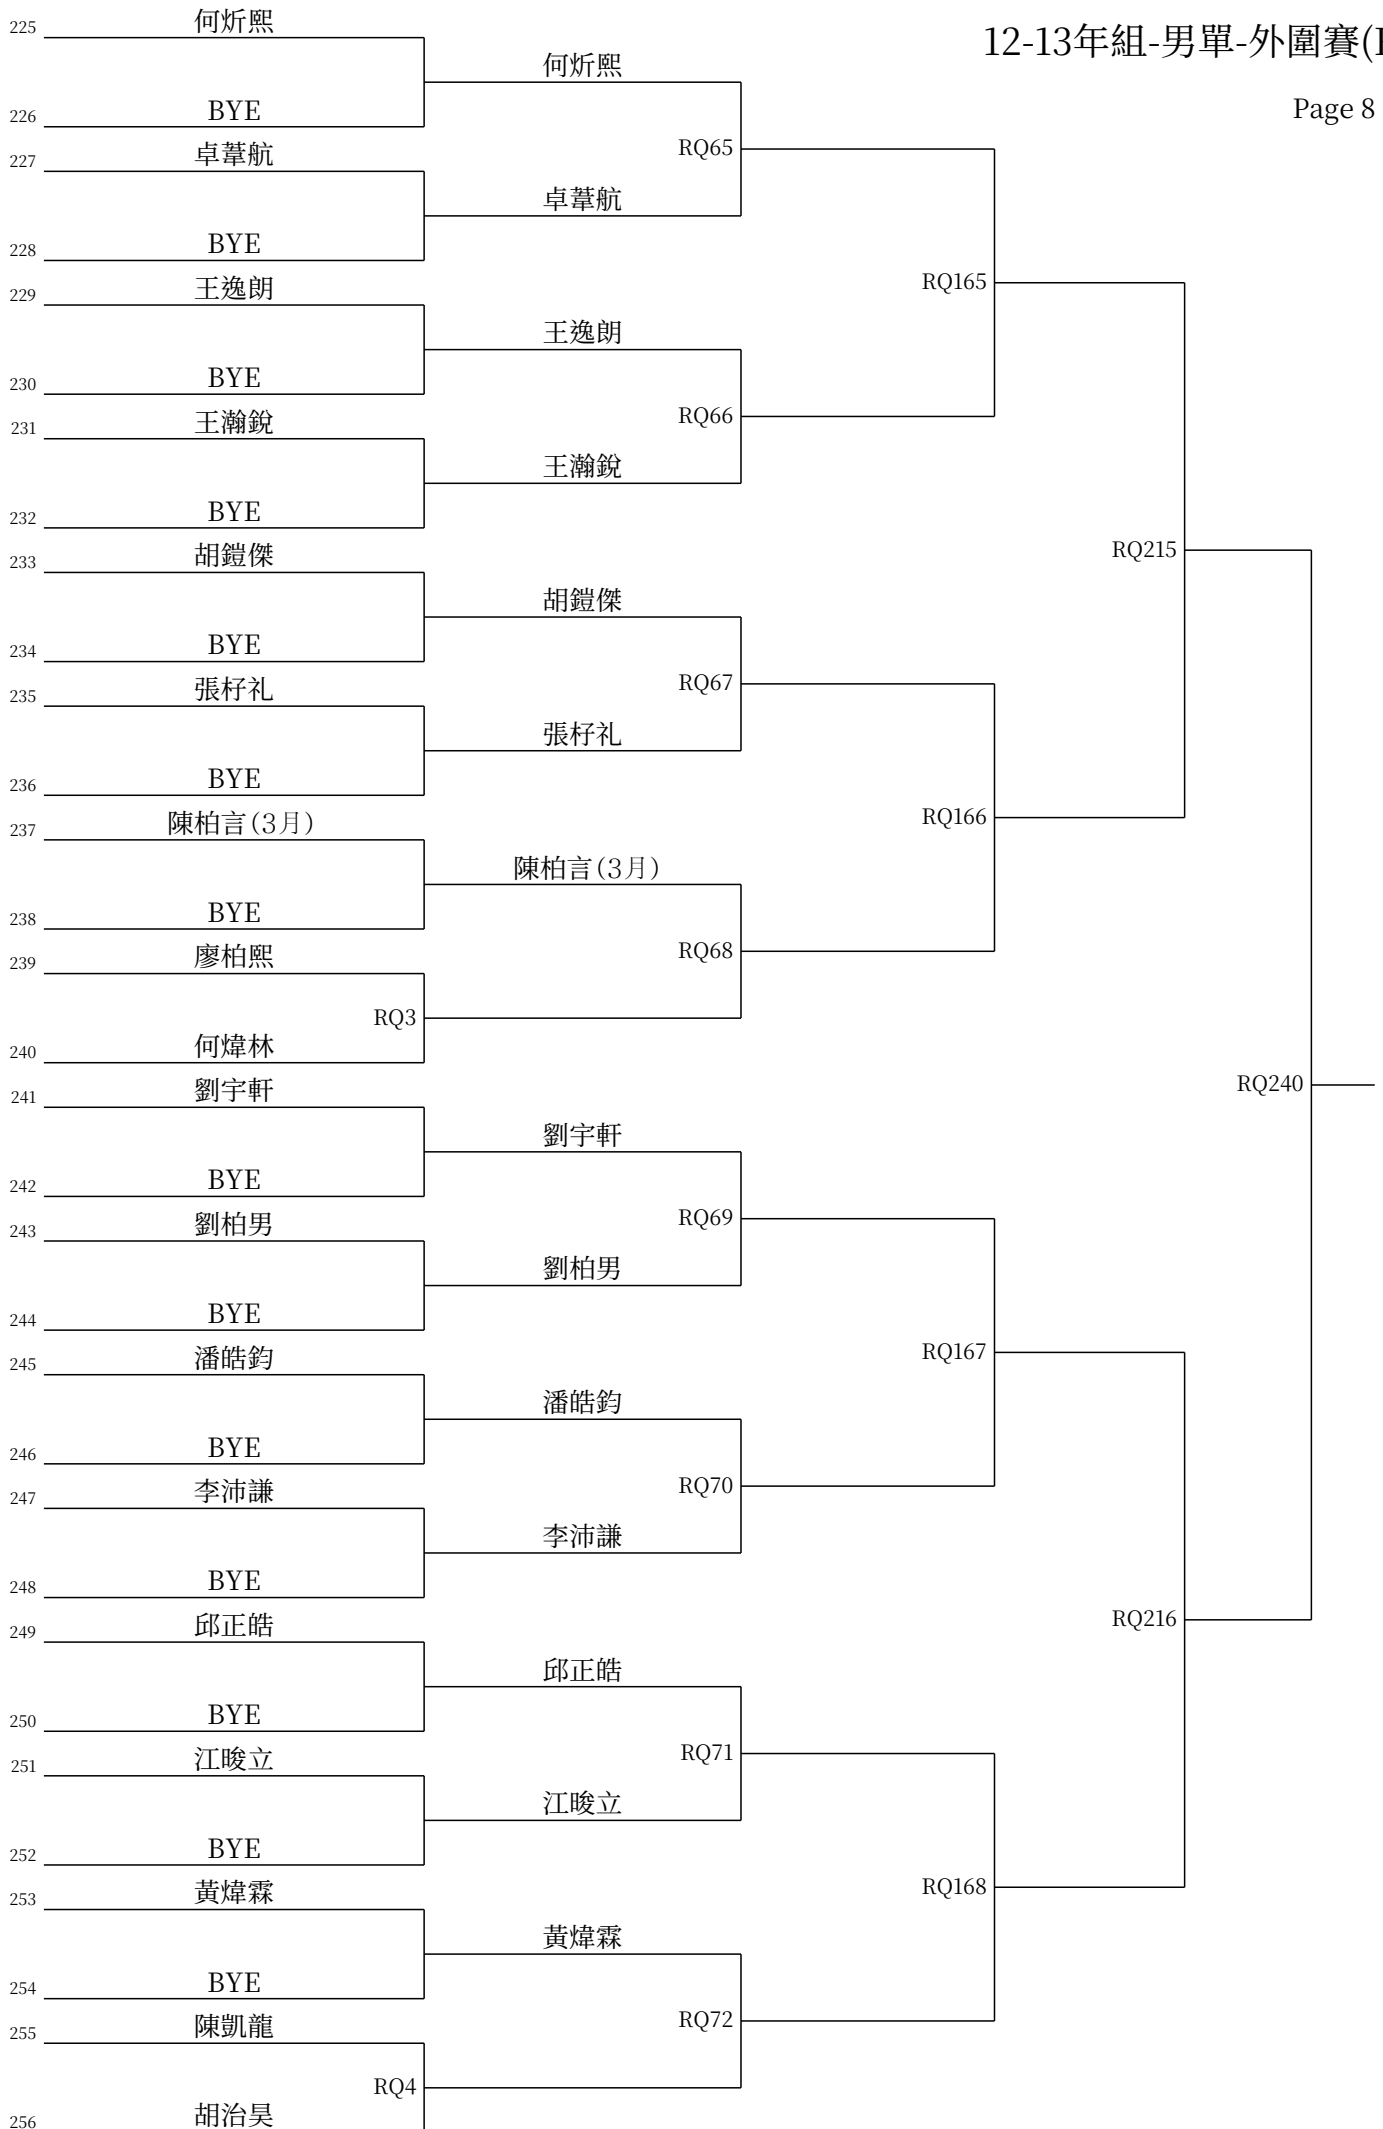 12-13年組-男單-外圍賽(
Page 8
225 何炘熙
何炘熙
226 BYE
RQ65
227 卓葦航
卓葦航
228 BYE
RQ165
229 王逸朗
王逸朗
230 BYE
RQ66
231 王瀚銳
王瀚銳
232 BYE
RQ215
233 胡鎧傑
胡鎧傑
234 BYE
RQ67
235 張杍礼
張杍礼
236 BYE
RQ166
237 陳柏言(3月)
陳柏言(3月)
238 BYE
RQ68
239 廖柏熙
RQ3
240 何煒林
RQ240
241 劉宇軒
劉宇軒
242 BYE
RQ69
243 劉柏男
劉柏男
244 BYE
RQ167
245 潘皓鈞
潘皓鈞
246 BYE
RQ70
247 李沛謙
李沛謙
248 BYE
RQ216
249 邱正皓
邱正皓
250 BYE
RQ71
251 江晙立
江晙立
252 BYE
RQ168
253 黃煒霖
黃煒霖
254 BYE
RQ72
255 陳凱龍
RQ4
256 胡治昊